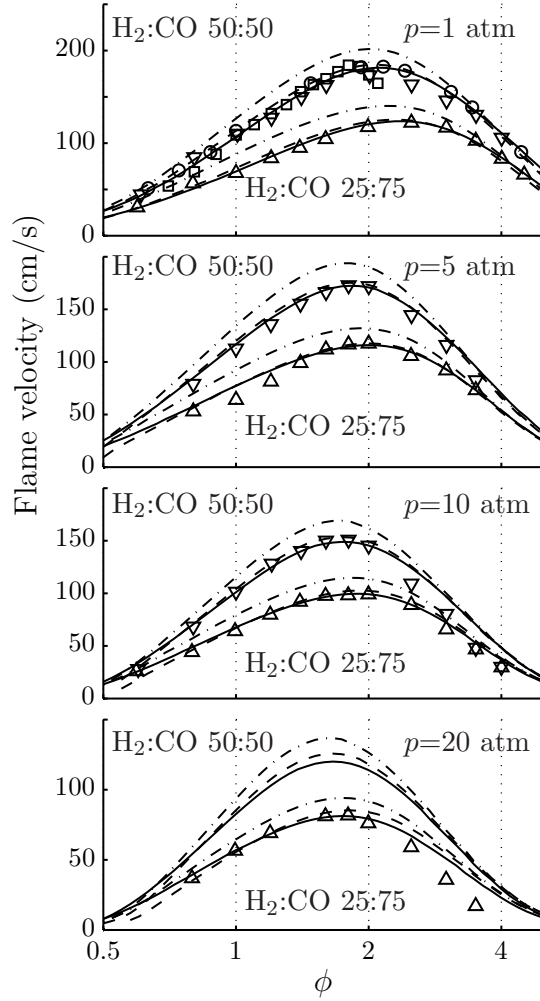 H₂:CO 50:50 p=1 atm
200
100
0
H₂:CO 25:75
H₂:CO 50:50 p=5 atm
150
100
50
0
H₂:CO 25:75
Flame velocity (cm/s)
H₂:CO 50:50 p=10 atm
150
100
50
0
H₂:CO 25:75
H₂:CO 50:50 p=20 atm
100
50
0
H₂:CO 25:75
0.5 1 2 4
ϕ